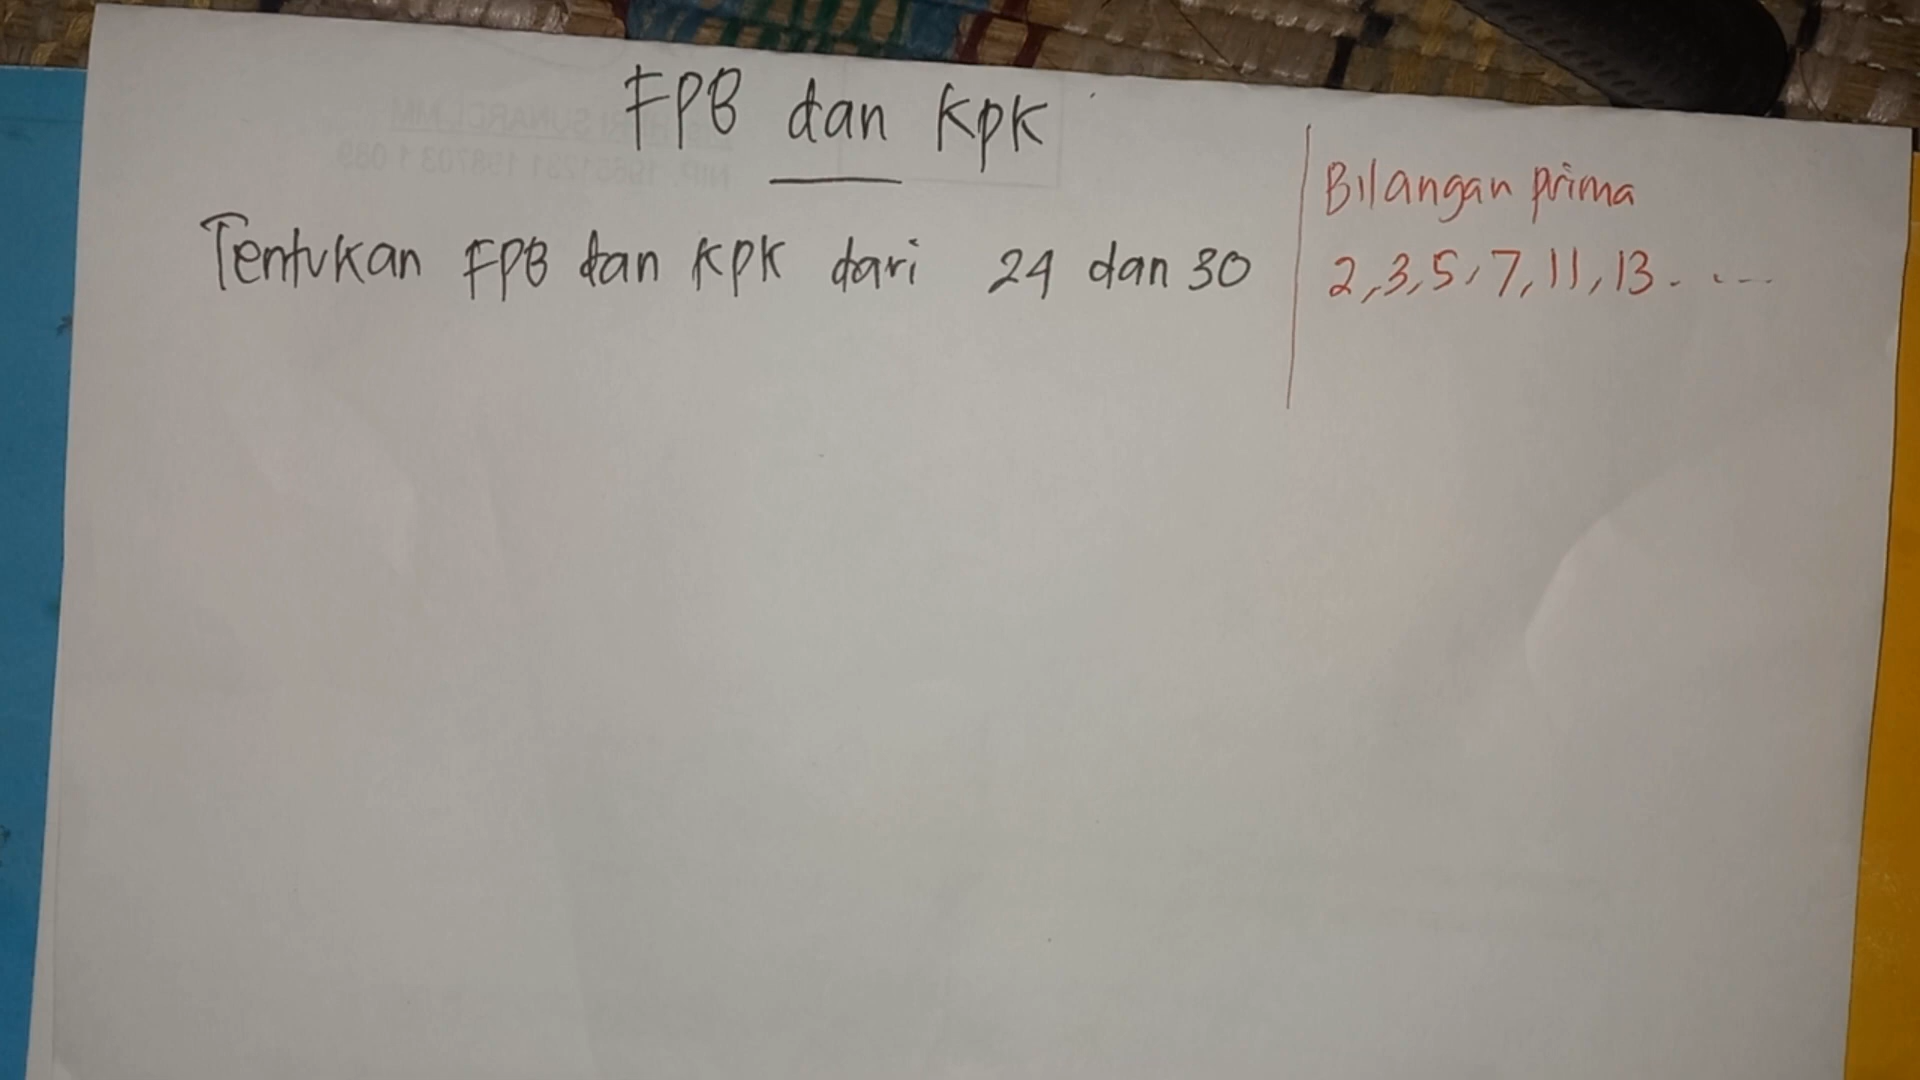 FPB dan KPK
Tentukan FPB dan KPK dari 24 dan 30
Bilangan prima
2,3,5,7,11,13. ....